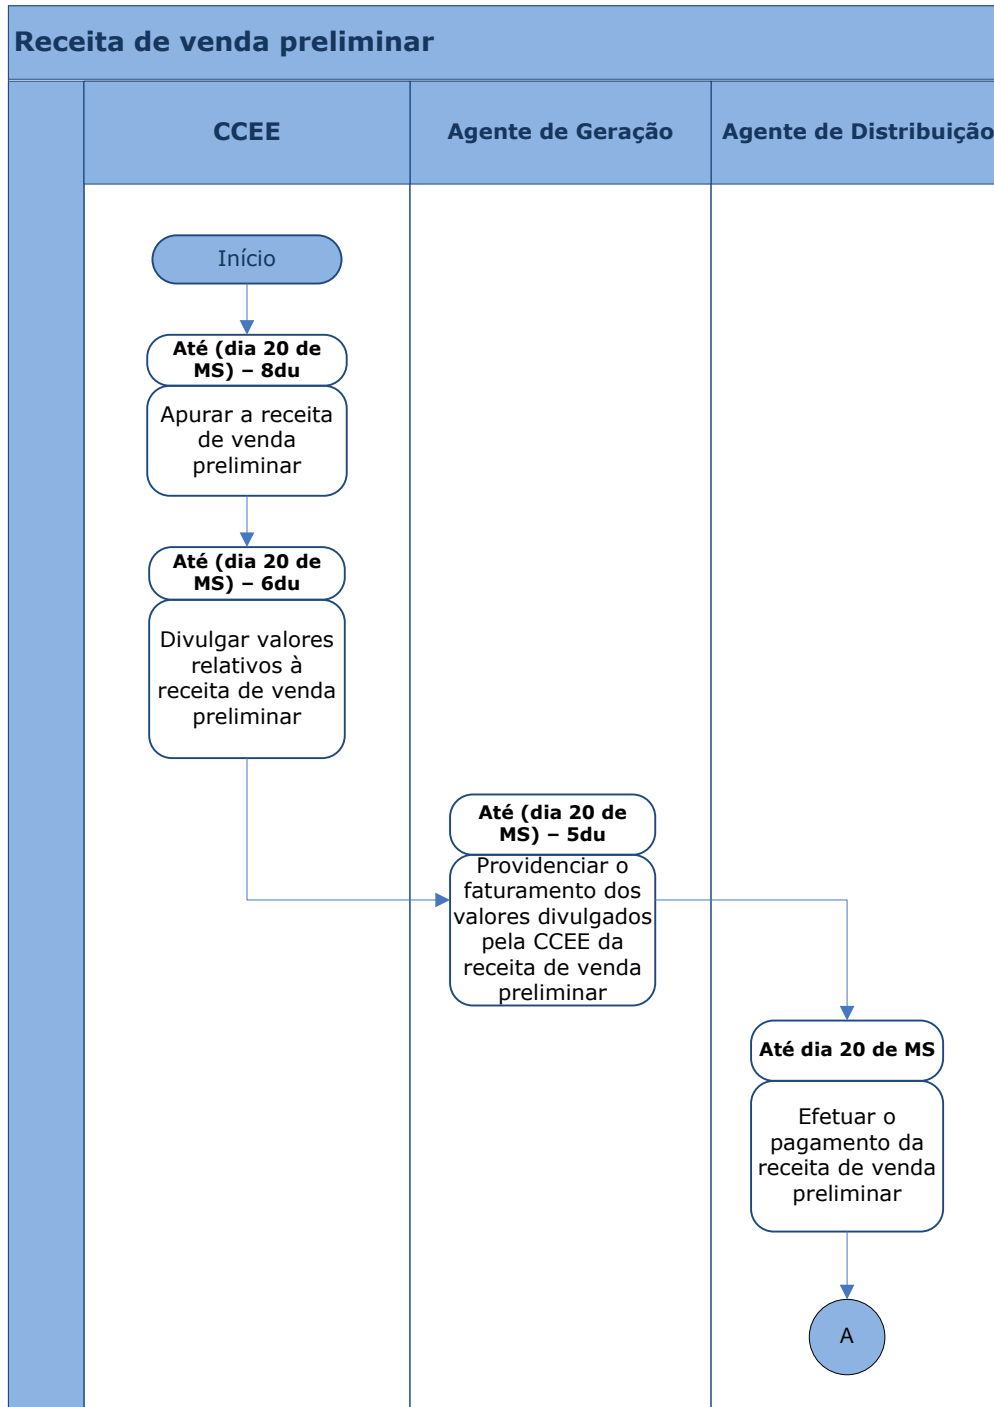 Receita de venda preliminar
CCEE
Agente de Geração
Agente de Distribuição
Início
Até (dia 20 de
MS) – 8du
Apurar a receita
de venda
preliminar
Até (dia 20 de
MS) – 6du
Divulgar valores
relativos à
receita de venda
preliminar
Até (dia 20 de
MS) – 5du
Providenciar o
faturamento dos
valores divulgados
pela CCEE da
receita de venda
preliminar
Até dia 20 de MS
Efetuar o
pagamento da
receita de venda
preliminar
A